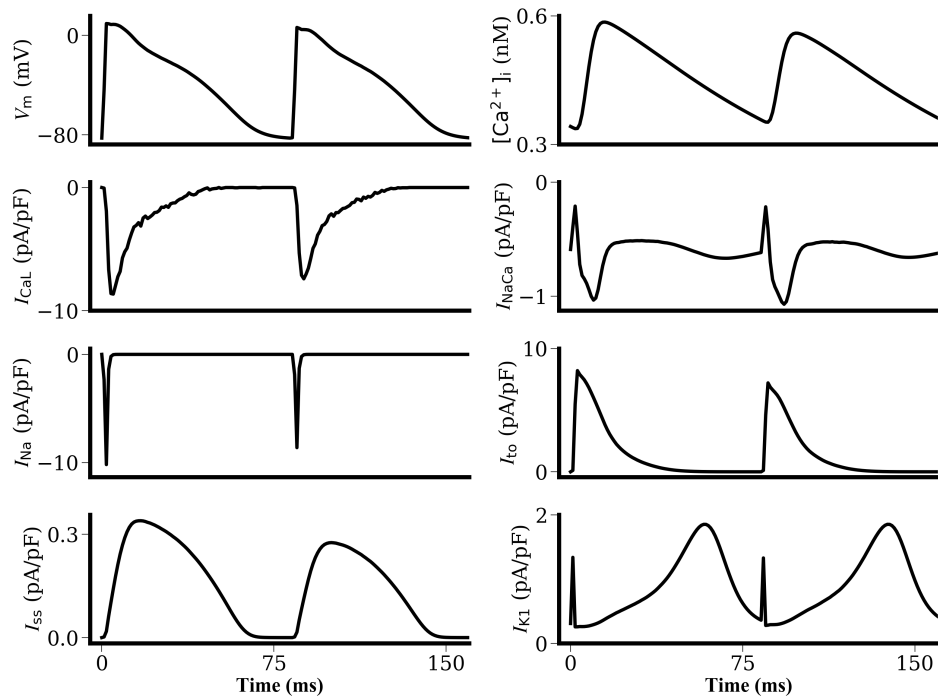 V_m (mV)
0
−80
[Ca²⁺]_i (nM)
0.6
0.3
I_CaL (pA/pF)
0
−10
I_NaCa (pA/pF)
0
−1
I_Na (pA/pF)
0
−10
I_to (pA/pF)
10
0
I_ss (pA/pF)
0.3
0.0
I_K1 (pA/pF)
2
0
0 75 150
0 75 150
Time (ms)
Time (ms)